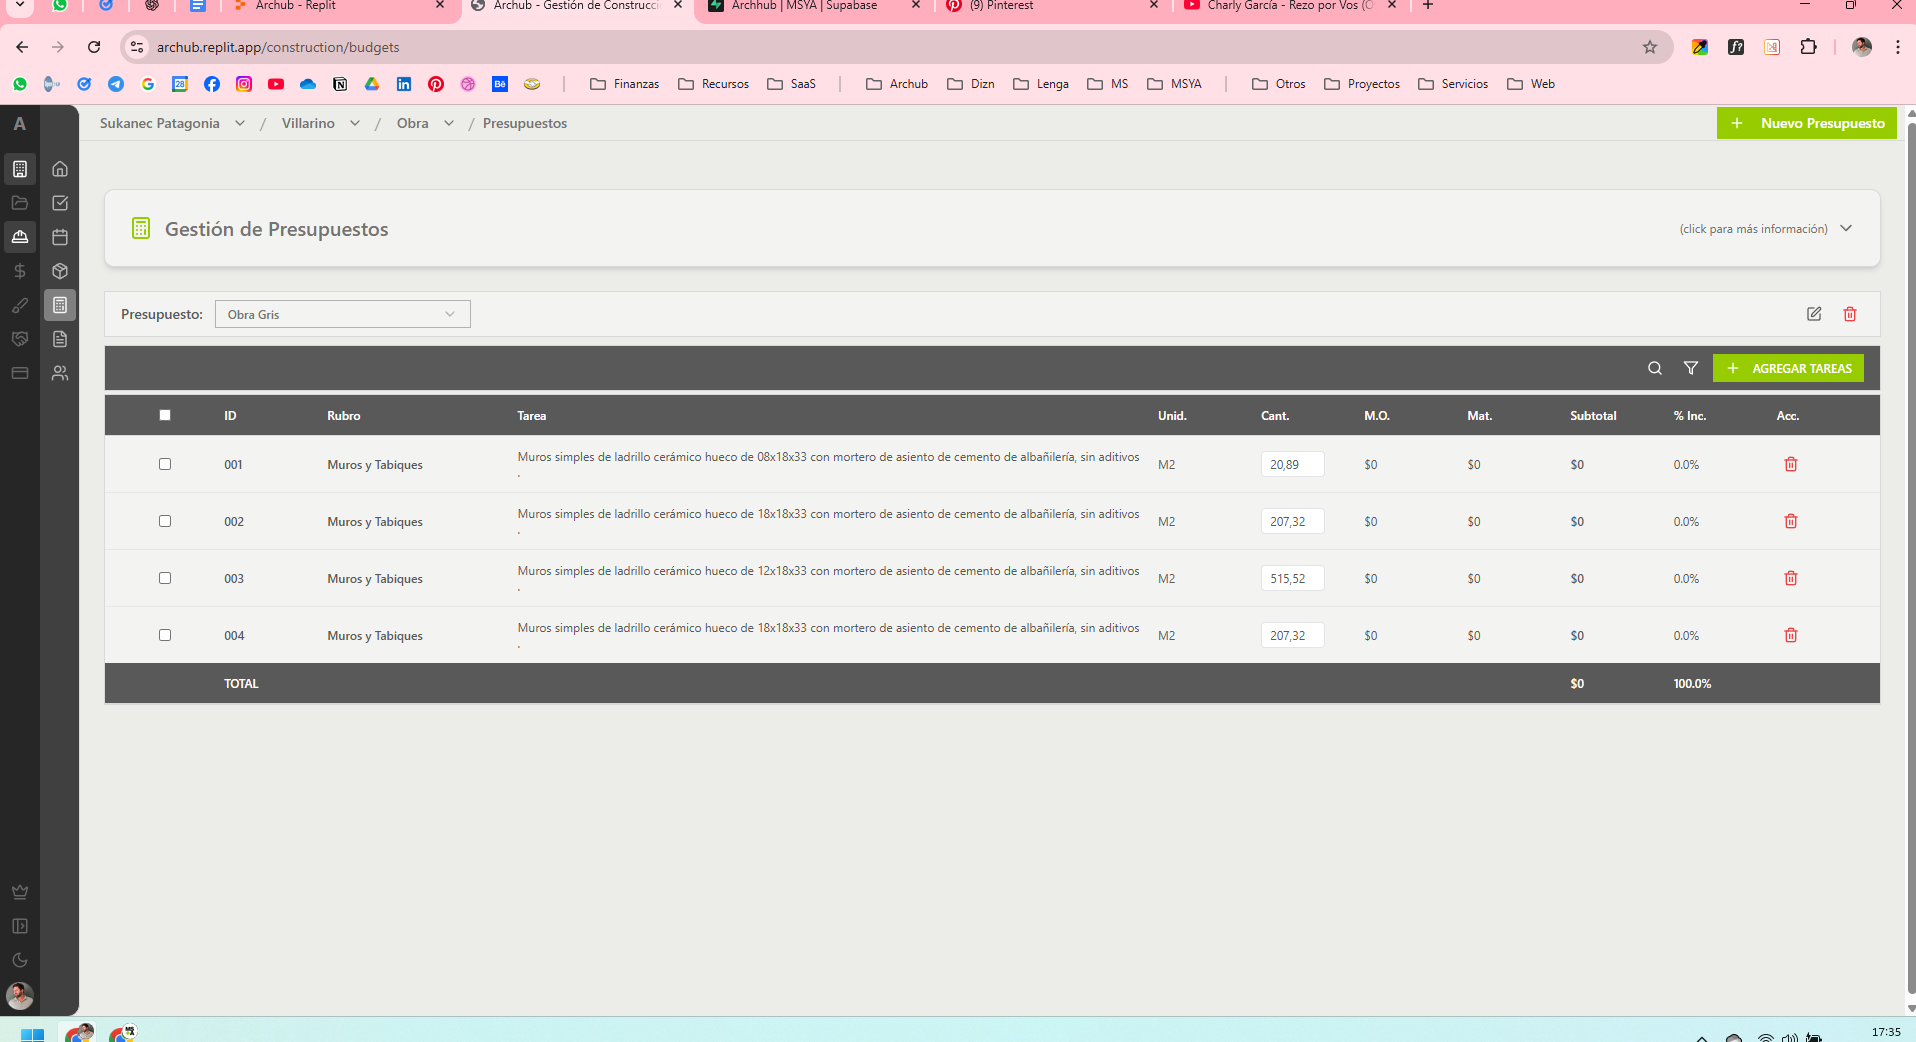 Archub - Replit
Archub - Gestión de Construcci
Archhub | MSYA | Supabase
(9) Pinterest
Charly García - Rezo por Vos (O
archub.replit.app/construction/budgets
28
Bē
Finanzas
Recursos
SaaS
Archub
Dizn
Lenga
MS
MSYA
Otros
Proyectos
Servicios
Web
A
Sukanec Patagonia / Villarino / Obra / Presupuestos
+ Nuevo Presupuesto
Gestión de Presupuestos
(click para más información)
Presupuesto: Obra Gris
+ AGREGAR TAREAS
ID Rubro Tarea Unid. Cant. M.O. Mat. Subtotal % Inc. Acc.
001 Muros y Tabiques Muros simples de ladrillo cerámico hueco de 08x18x33 con mortero de asiento de cemento de albañilería, sin aditivos M2 20,89 $0 $0 $0 0.0%
.
002 Muros y Tabiques Muros simples de ladrillo cerámico hueco de 18x18x33 con mortero de asiento de cemento de albañilería, sin aditivos M2 207,32 $0 $0 $0 0.0%
.
003 Muros y Tabiques Muros simples de ladrillo cerámico hueco de 12x18x33 con mortero de asiento de cemento de albañilería, sin aditivos M2 515,52 $0 $0 $0 0.0%
.
004 Muros y Tabiques Muros simples de ladrillo cerámico hueco de 18x18x33 con mortero de asiento de cemento de albañilería, sin aditivos M2 207,32 $0 $0 $0 0.0%
.
TOTAL $0 100.0%
17:35